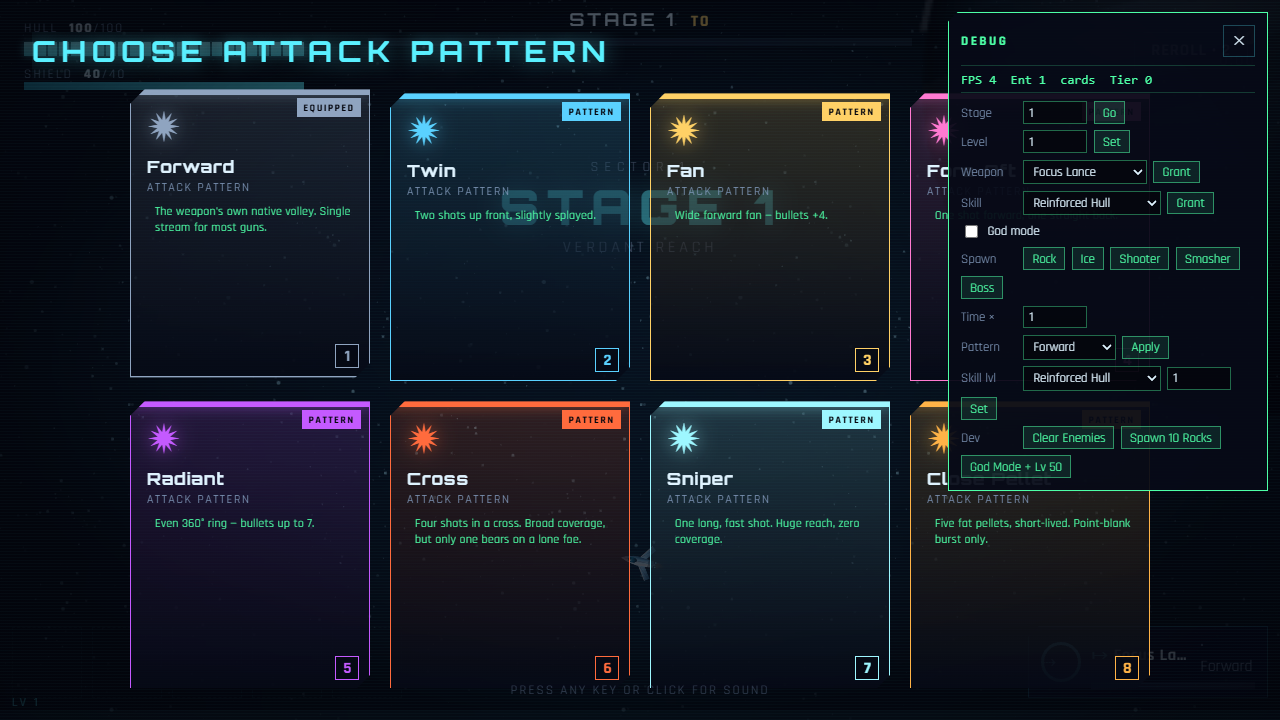 HULL 100/100
STAGE 1 TO
CHOOSE ATTACK PATTERN
SHIELD 40/40
EQUIPPED
Forward
ATTACK PATTERN
The weapon's own native volley. Single
stream for most guns.
1
PATTERN
Twin
ATTACK PATTERN
Two shots up front, slightly splayed.
2
PATTERN
Fan
ATTACK PATTERN
Wide forward fan — bullets +4.
3
SECTOR
STAGE 1
VERDANT REACH
PATTERN
Radiant
ATTACK PATTERN
Even 360° ring — bullets up to 7.
5
PATTERN
Cross
ATTACK PATTERN
Four shots in a cross. Broad coverage,
but only one bears on a lone foe.
6
PATTERN
Sniper
ATTACK PATTERN
One long, fast shot. Huge reach, zero
coverage.
7
Close Pellet
ATTACK PATTERN
Five fat pellets, short-lived. Point-blank
burst only.
8
DEBUG
✕
FPS 4 Ent 1 cards Tier 0
Stage 1 Go
Level 1 Set
Weapon Focus Lance Grant
Skill Reinforced Hull Grant
God mode
Spawn Rock Ice Shooter Smasher
Boss
Time × 1
Pattern Forward Apply
Skill lvl Reinforced Hull 1
Set
Dev Clear Enemies Spawn 10 Rocks
God Mode + Lv 50
Forward
PRESS ANY KEY OR CLICK FOR SOUND
LV 1